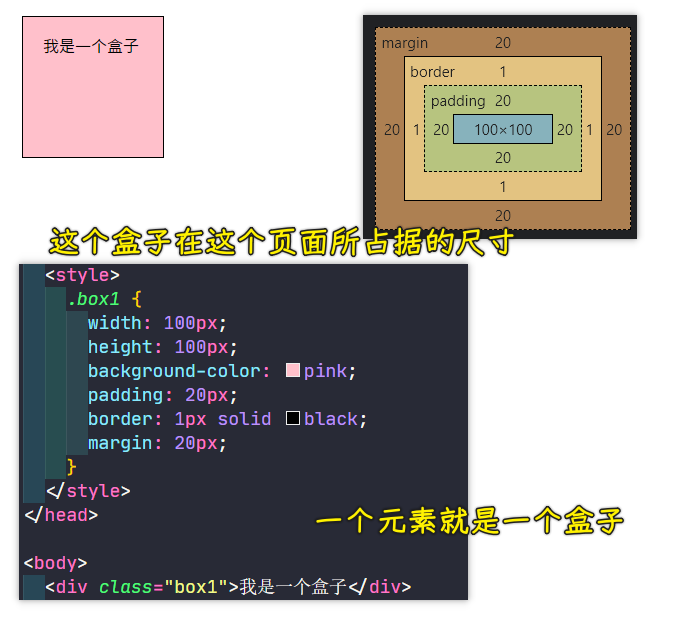 我是一个盒子
margin 20
border 1
padding 20
20 1 20 100×100 20 1 20
20
1
20
这个盒子在这个页面所占据的尺寸
<style>
.box1 {
width: 100px;
height: 100px;
background-color: pink;
padding: 20px;
border: 1px solid black;
margin: 20px;
}
</style>
</head>
一个元素就是一个盒子
<body>
<div class="box1">我是一个盒子</div>